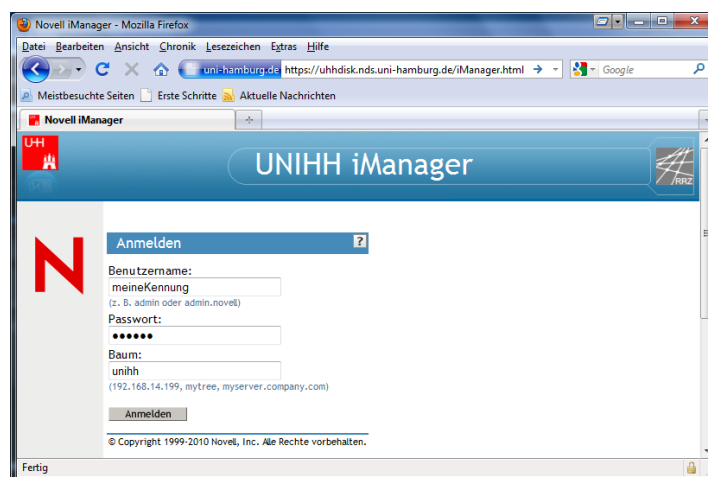 Novell iManager - Mozilla Firefox
Datei Bearbeiten Ansicht Chronik Lesezeichen Extras Hilfe
uni-hamburg.de https://uhhdisk.nds.uni-hamburg.de/iManager.html Google
Meistbesuchte Seiten Erste Schritte Aktuelle Nachrichten
Novell iManager
UHH UNIHH iManager RRZ
N
Anmelden ?
Benutzername:
meineKennung
(z. B. admin oder admin.novell)
Passwort:
••••••
Baum:
unihh
(192.168.14.199, mytree, myserver.company.com)
Anmelden
© Copyright 1999-2010 Novell, Inc. Alle Rechte vorbehalten.
Fertig